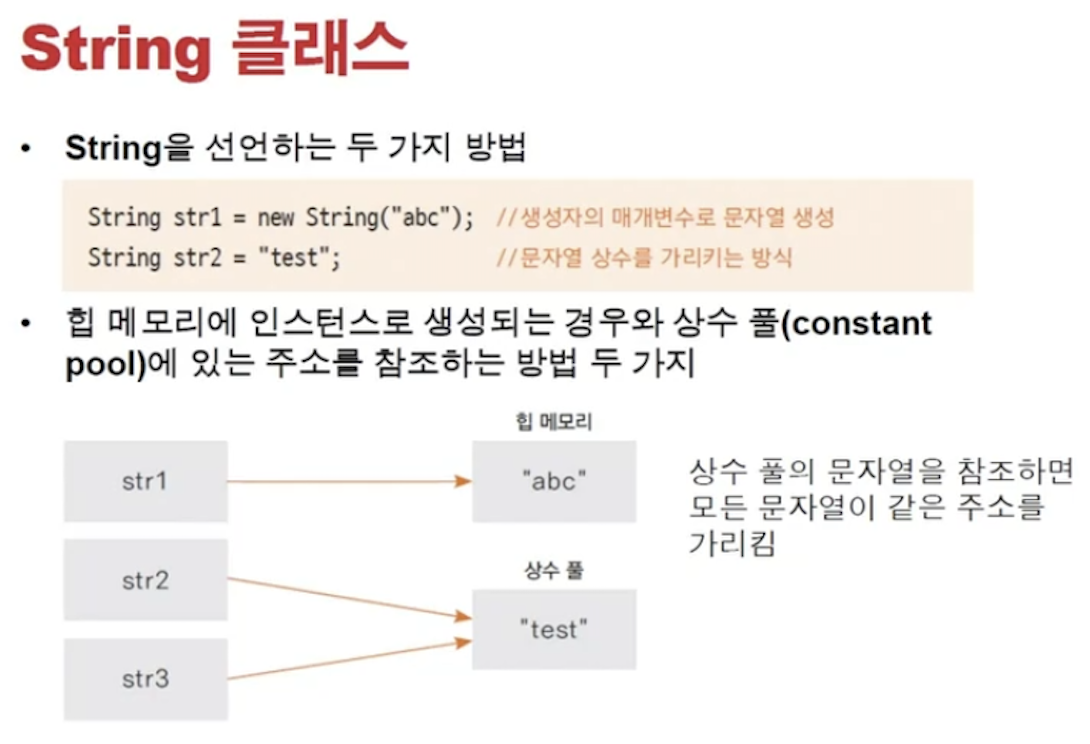 String 클래스
• String을 선언하는 두 가지 방법
String str1 = new String("abc"); //생성자의 매개변수로 문자열 생성
String str2 = "test"; //문자열 상수를 가리키는 방식
• 힙 메모리에 인스턴스로 생성되는 경우와 상수 풀(constant
pool)에 있는 주소를 참조하는 방법 두 가지
힙 메모리
str1
"abc"
상수 풀의 문자열을 참조하면
모든 문자열이 같은 주소를
가리킴
str2
상수 풀
"test"
str3